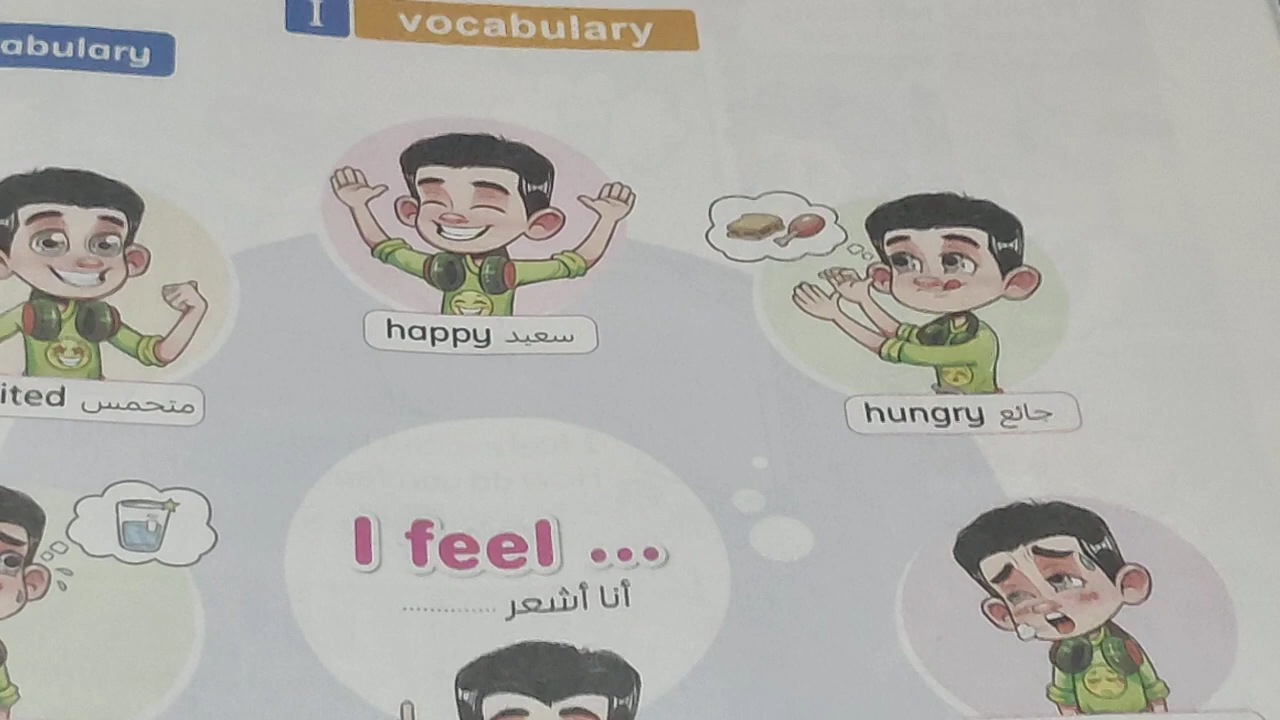 I vocabulary
abulary
happy سعيد
hungry جائع
ited متحمس
I feel ...
أنا أشعر ..............